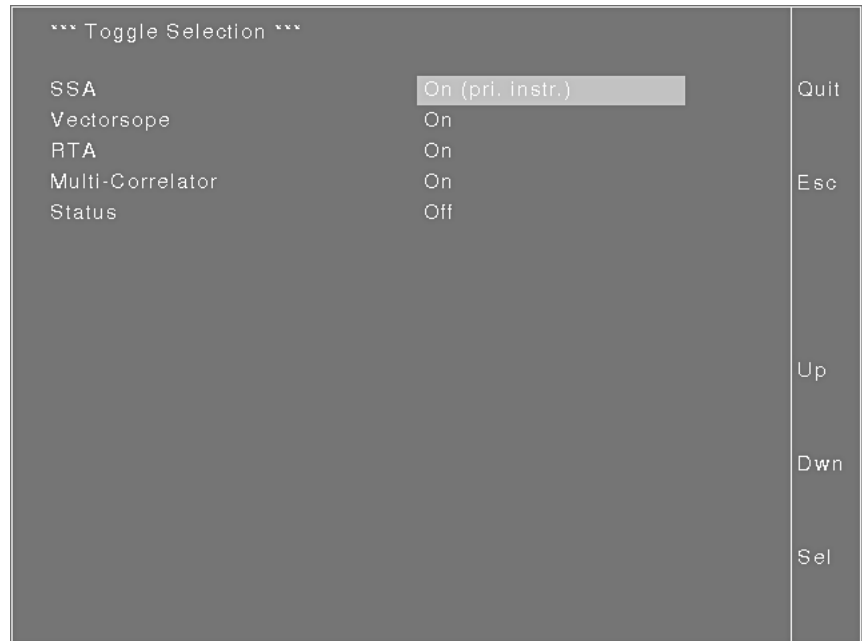 *** Toggle Selection ***
SSA On (pri. instr.)
Vectorsope On
RTA On
Multi-Correlator On
Status Off
Quit
Esc
Up
Dwn
Sel